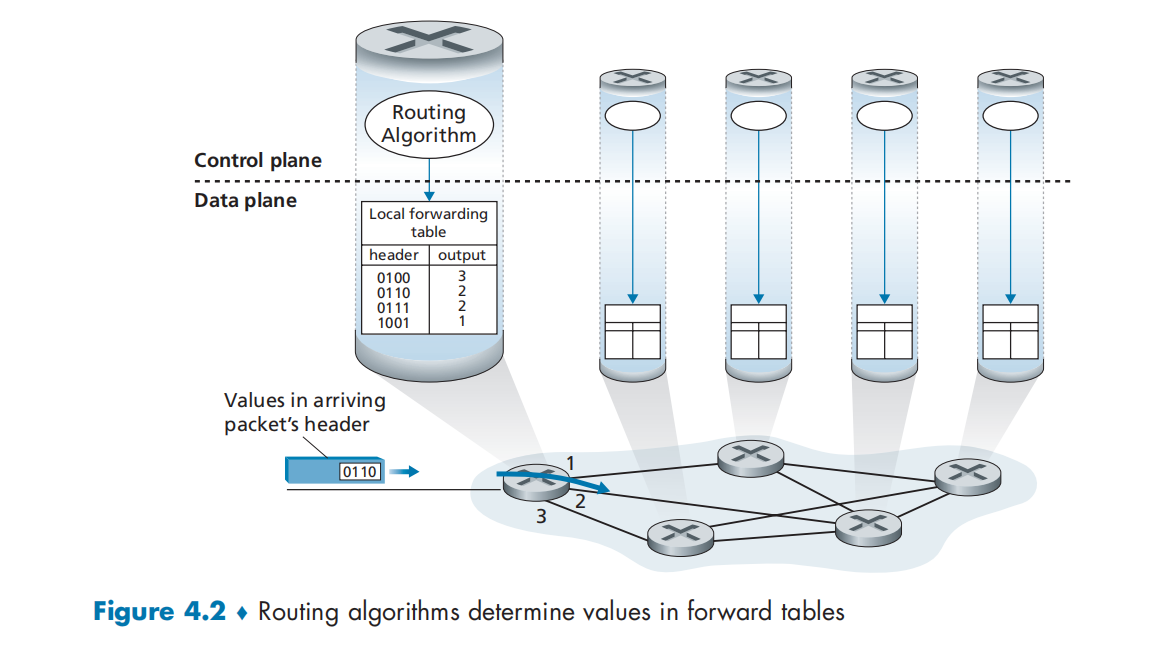 Routing
Algorithm
Control plane
Data plane
Local forwarding
table
header output
0100 3
0110 2
0111 2
1001 1
Values in arriving
packet’s header
0110
1
2
3
Figure 4.2 ♦ Routing algorithms determine values in forward tables